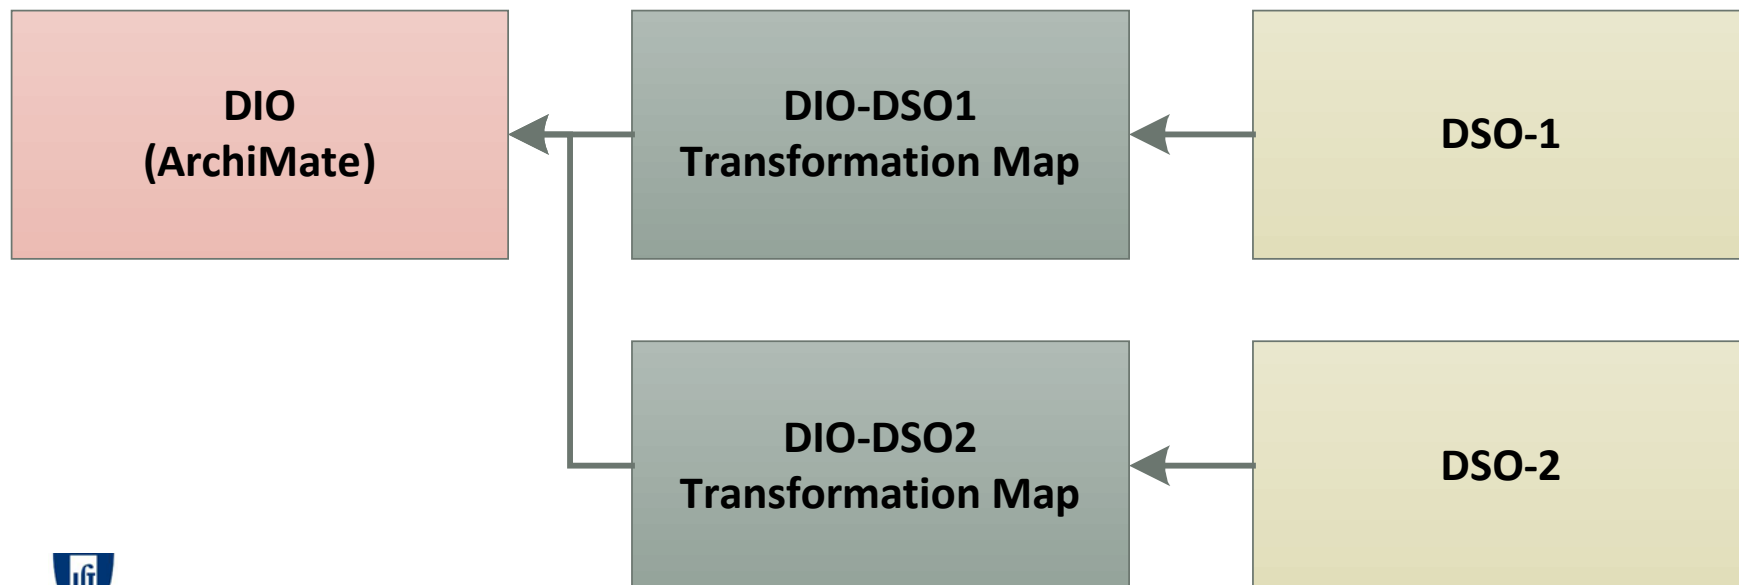 DIO
(ArchiMate)
DIO-DSO1
Transformation Map
DSO-1
DIO-DSO2
Transformation Map
DSO-2